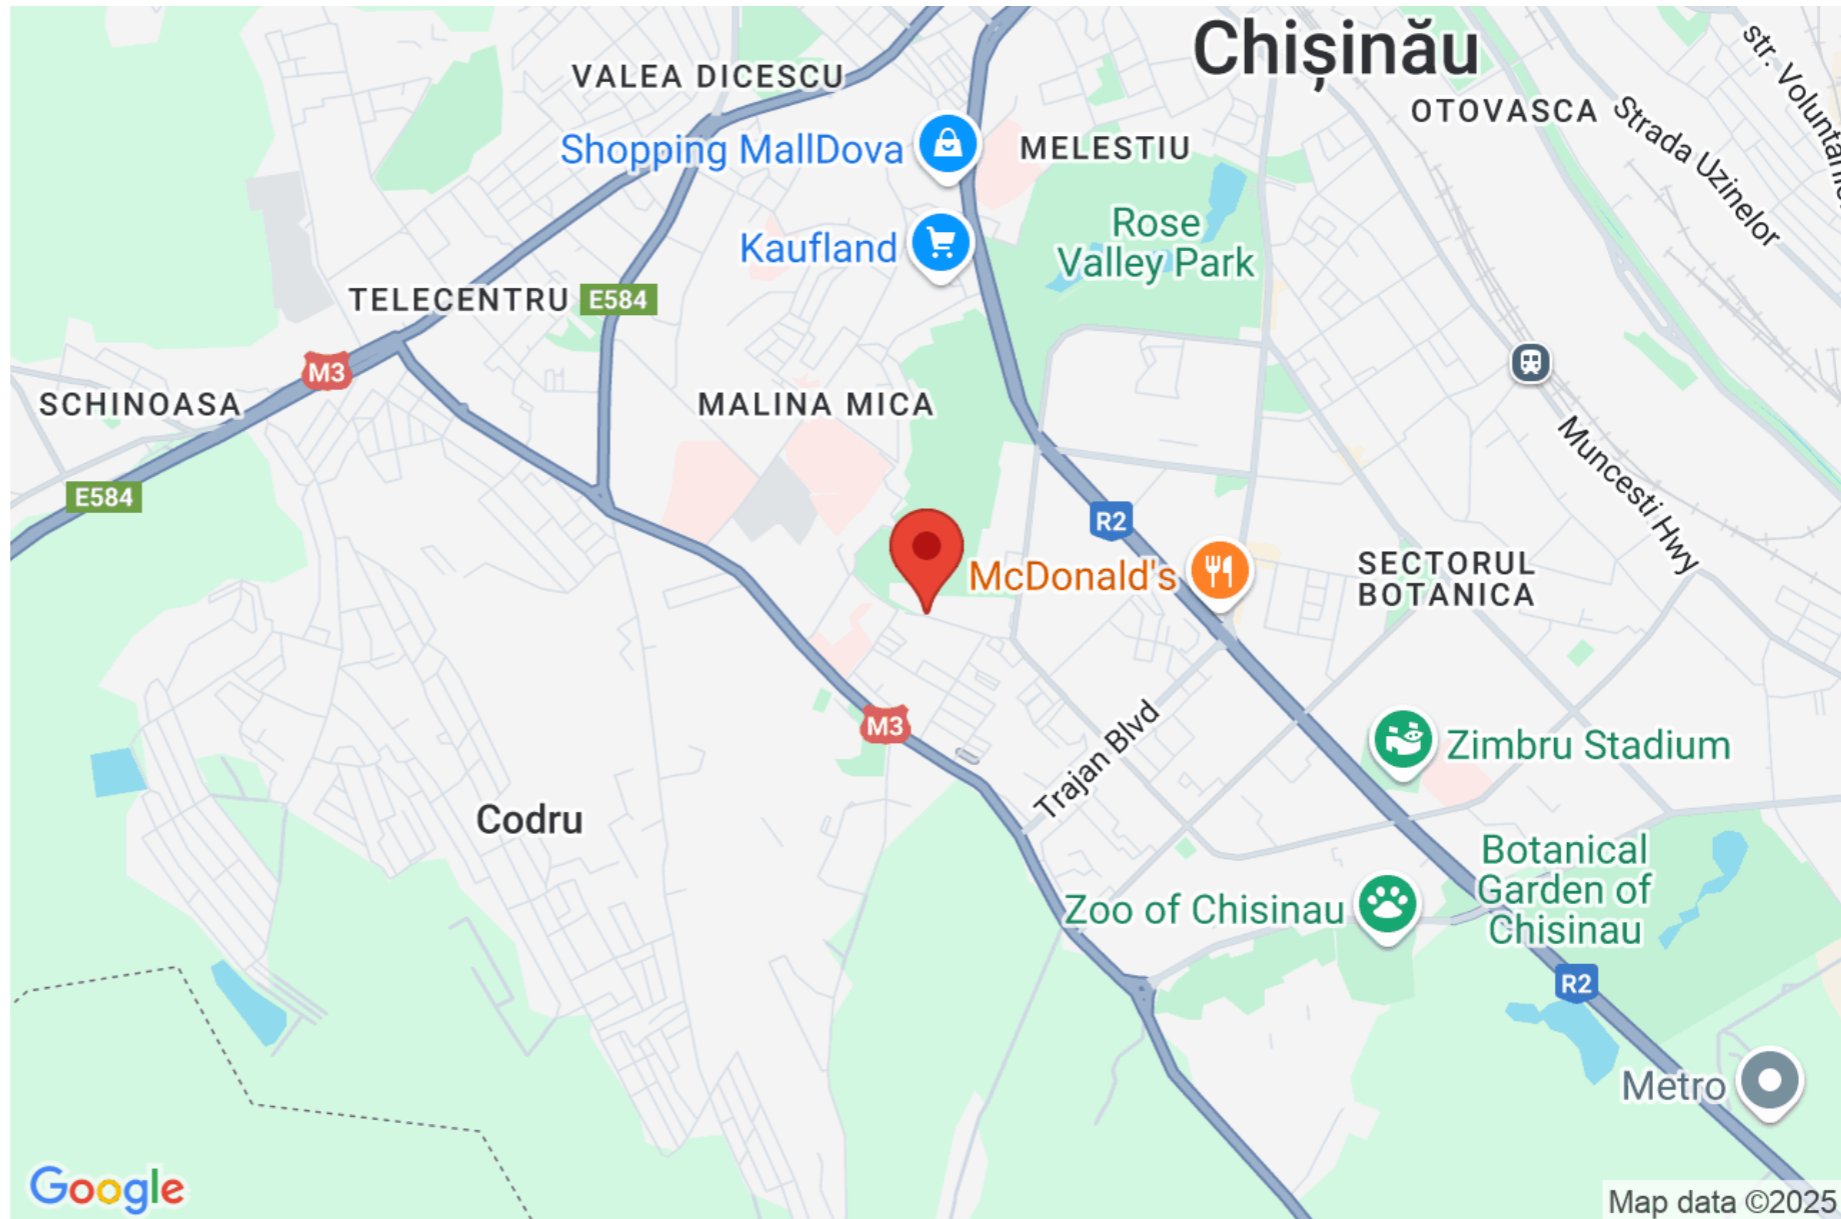 Chișinău
str. Voluntarilor
VALEA DICESCU
OTOVASCA
Strada Uzinelor
Shopping MallDova
MELESTIU
Rose
Valley Park
Kaufland
TELECENTRU
E584
M3
SCHINOASA
MALINA MICA
Muncesti Hwy
E584
R2
McDonald's
SECTORUL
BOTANICA
M3
Trajan Blvd
Zimbru Stadium
Codru
Botanical
Garden of
Chisinau
Zoo of Chisinau
R2
Metro
Google
Map data ©2025